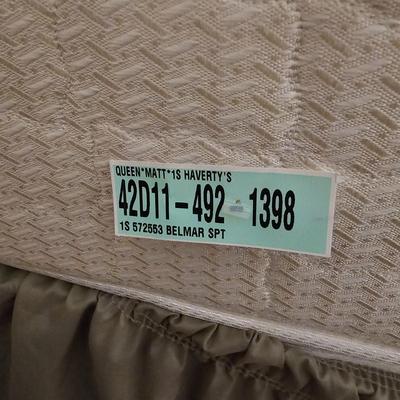 QUEEN*MATT*1S HAVERTY'S
42D11-492-1398
1S 572553 BELMAR SPT